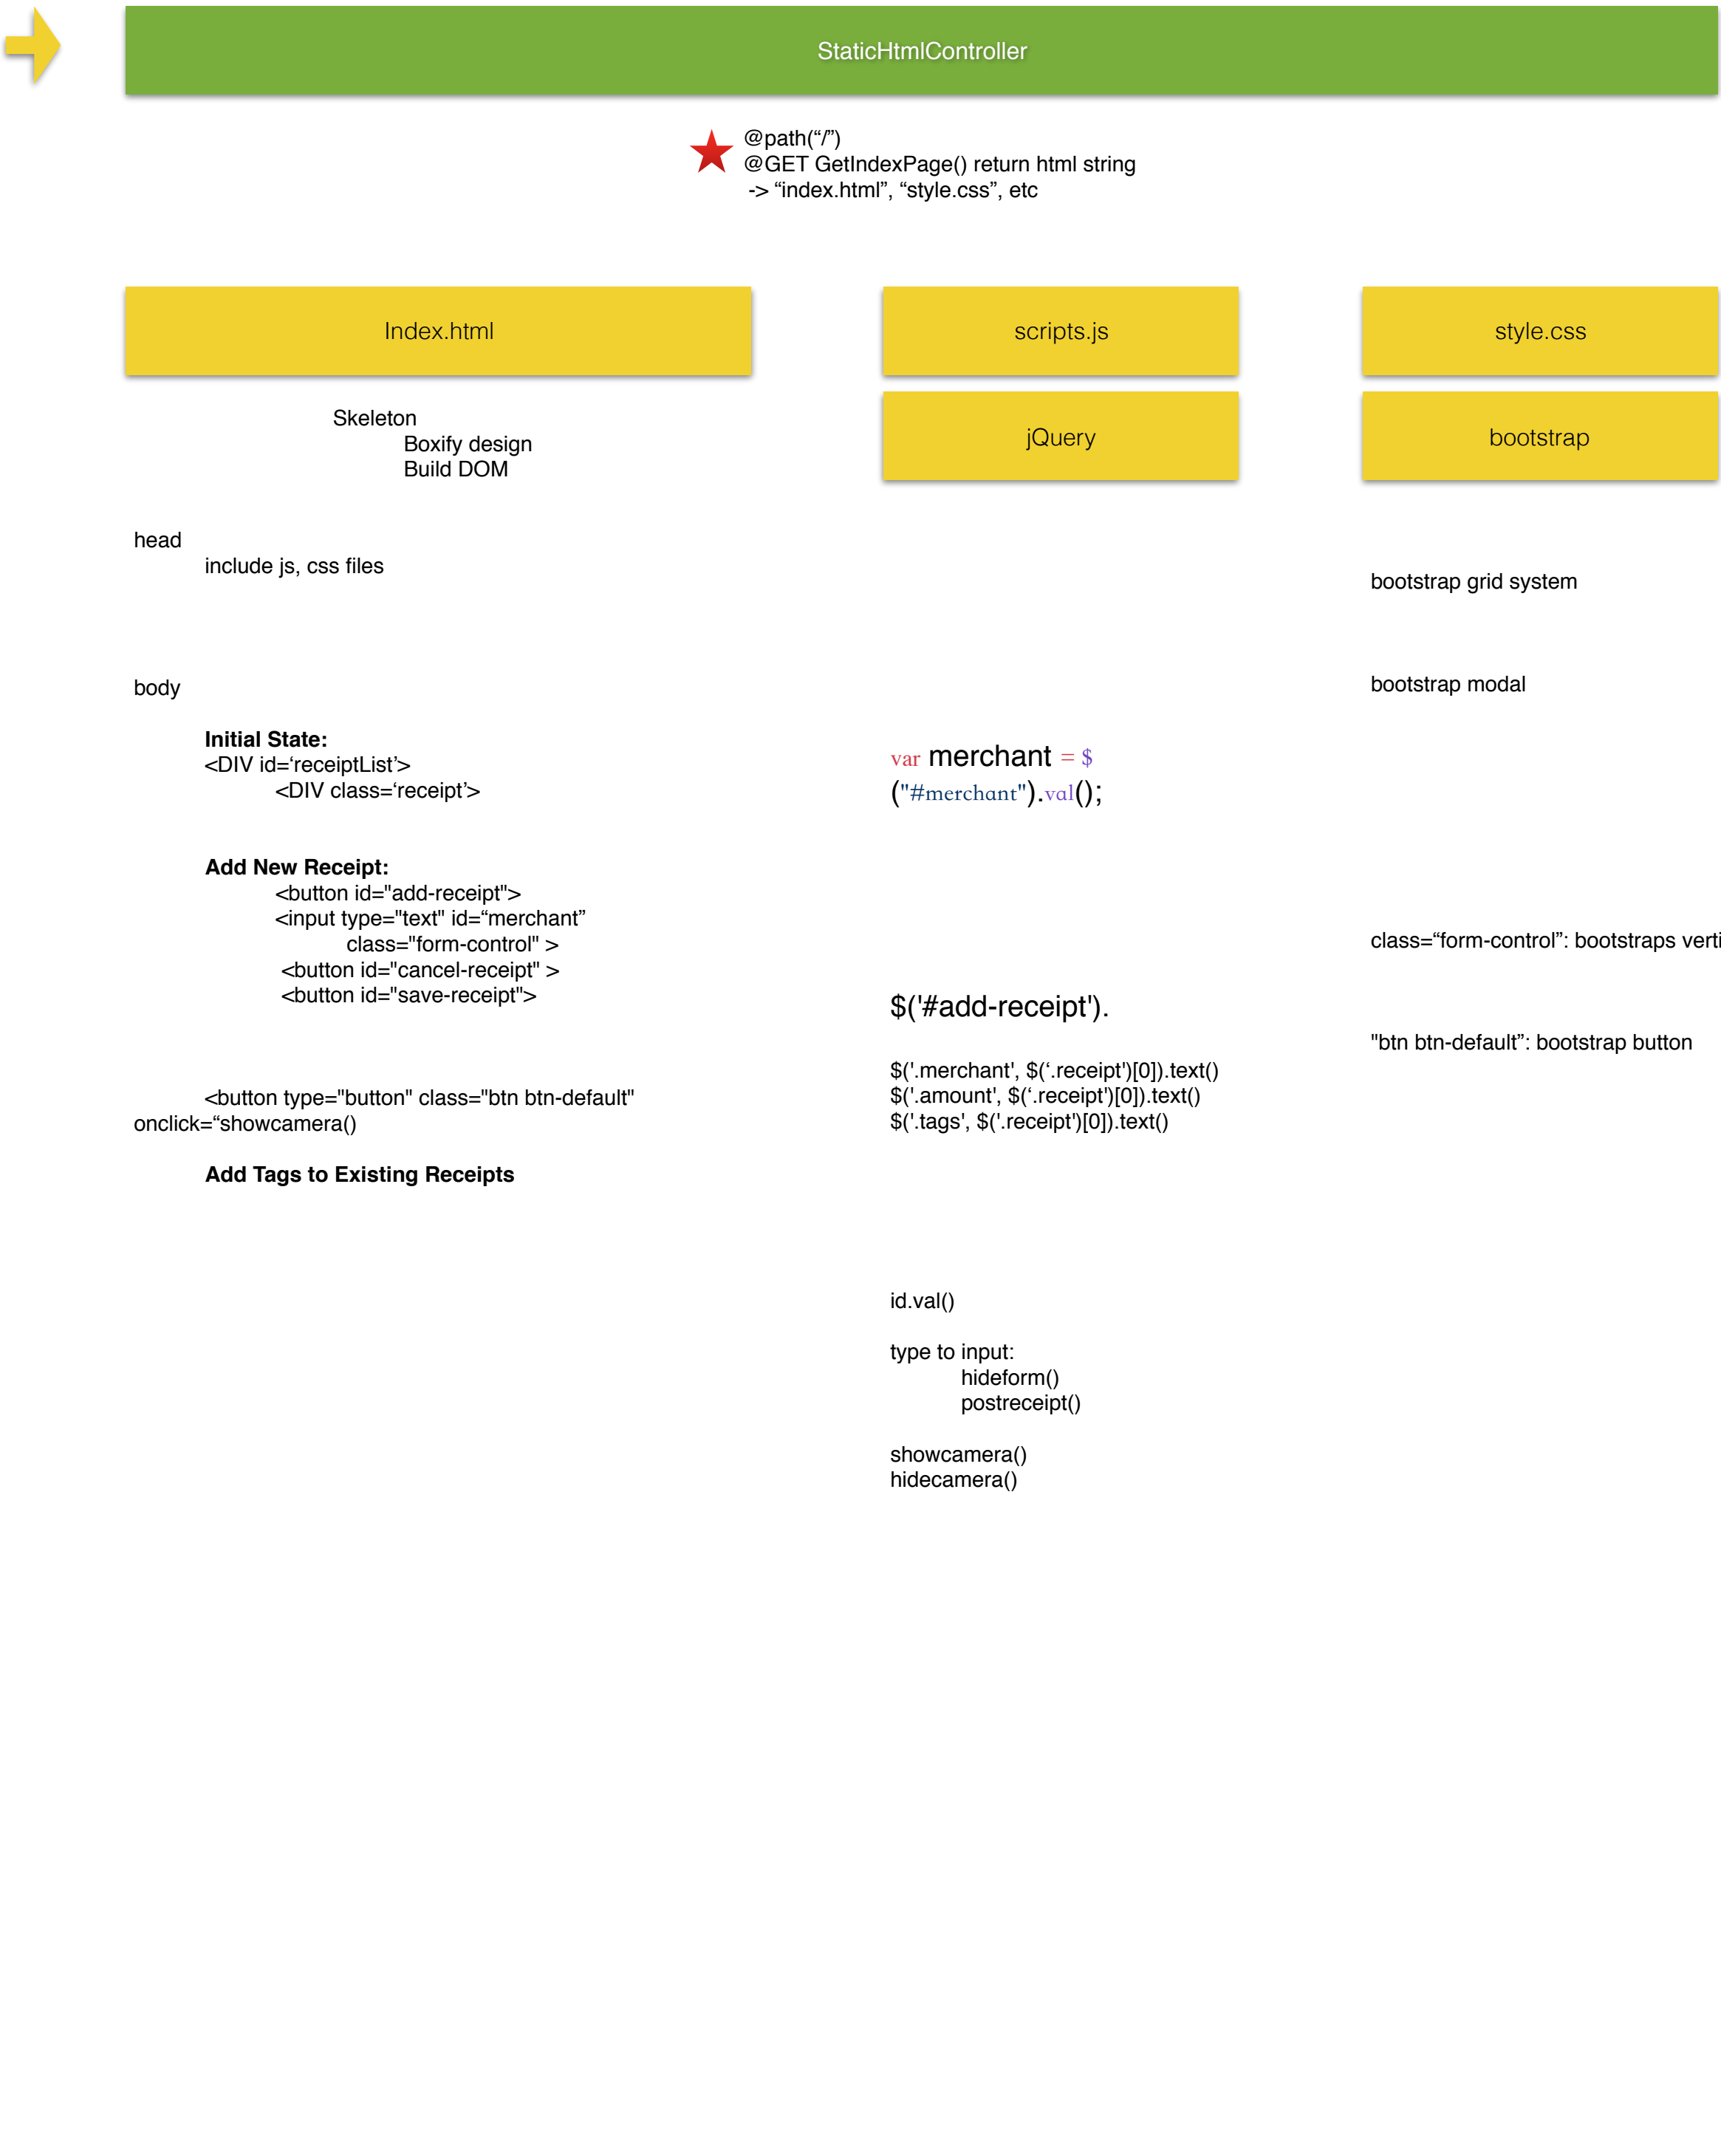 StaticHtmlController
@path(“/”)
@GET GetIndexPage() return html string
-> “index.html”, “style.css”, etc
Index.html
Skeleton
Boxify design
Build DOM
head
include js, css files
body
Initial State:
<DIV id=‘receiptList’>
<DIV class=‘receipt’>
Add New Receipt:
<button id="add-receipt">
<input type="text" id=“merchant”
class="form-control" >
<button id="cancel-receipt" >
<button id="save-receipt">
<button type="button" class="btn btn-default"
onclick=“showcamera()
Add Tags to Existing Receipts
scripts.js
jQuery
var merchant = $
("#merchant").val();
$('#add-receipt').
$('.merchant', $(‘.receipt')[0]).text()
$('.amount', $(‘.receipt')[0]).text()
$('.tags', $('.receipt')[0]).text()
id.val()
type to input:
hideform()
postreceipt()
showcamera()
hidecamera()
style.css
bootstrap
bootstrap grid system
bootstrap modal
class=“form-control”: bootstraps verti
"btn btn-default”: bootstrap button